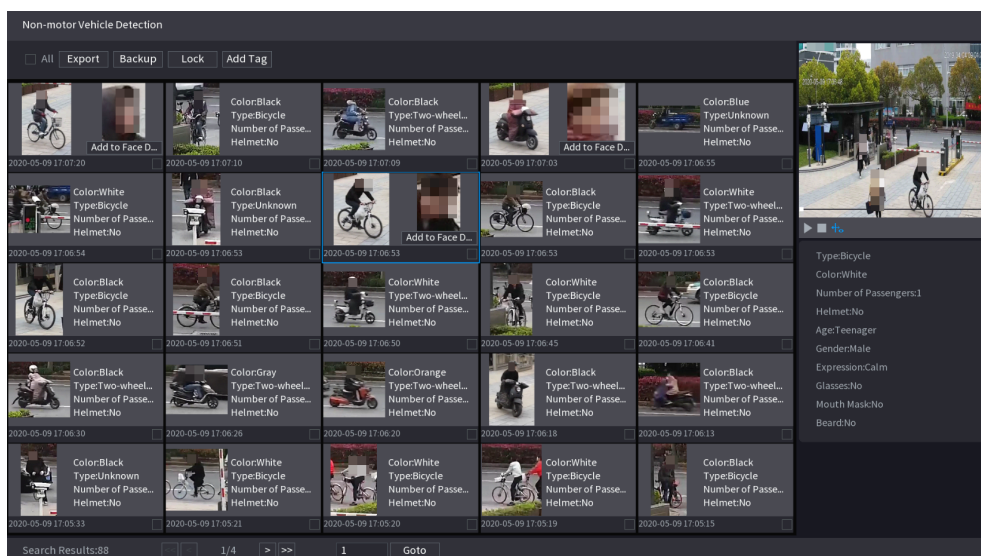 Non-motor Vehicle Detection
All Export Backup Lock Add Tag
Add to Face D...
2020-05-09 17:07:20
Color:Black
Type:Bicycle
Number of Passe...
Helmet:No
2020-05-09 17:07:10
Color:Black
Type:Two-wheel...
Number of Passe...
Helmet:No
2020-05-09 17:07:09
Add to Face D...
2020-05-09 17:07:03
Color:Blue
Type:Unknown
Number of Passe...
Helmet:No
2020-05-09 17:06:55
Color:White
Type:Bicycle
Number of Passe...
Helmet:No
2020-05-09 17:06:54
Color:Black
Type:Unknown
Number of Passe...
Helmet:No
2020-05-09 17:06:53
Add to Face D...
2020-05-09 17:06:53
Color:Black
Type:Bicycle
Number of Passe...
Helmet:No
2020-05-09 17:06:53
Color:White
Type:Two-wheel...
Number of Passe...
Helmet:No
2020-05-09 17:06:53
Color:Black
Type:Bicycle
Number of Passe...
Helmet:No
2020-05-09 17:06:52
Color:Black
Type:Bicycle
Number of Passe...
Helmet:No
2020-05-09 17:06:51
Color:White
Type:Two-wheel...
Number of Passe...
Helmet:No
2020-05-09 17:06:50
Color:White
Type:Bicycle
Number of Passe...
Helmet:No
2020-05-09 17:06:45
Color:Black
Type:Bicycle
Number of Passe...
Helmet:No
2020-05-09 17:06:41
Color:Black
Type:Two-wheel...
Number of Passe...
Helmet:No
2020-05-09 17:06:30
Color:Gray
Type:Two-wheel...
Number of Passe...
Helmet:No
2020-05-09 17:06:26
Color:Orange
Type:Two-wheel...
Number of Passe...
Helmet:No
2020-05-09 17:06:20
Color:Black
Type:Two-wheel...
Number of Passe...
Helmet:No
2020-05-09 17:06:18
Color:Black
Type:Two-wheel...
Number of Passe...
Helmet:No
2020-05-09 17:06:13
Color:Black
Type:Unknown
Number of Passe...
Helmet:No
2020-05-09 17:05:33
Color:White
Type:Bicycle
Number of Passe...
Helmet:No
2020-05-09 17:05:21
Color:White
Type:Bicycle
Number of Passe...
Helmet:No
2020-05-09 17:05:20
Color:White
Type:Bicycle
Number of Passe...
Helmet:No
2020-05-09 17:05:19
Color:Black
Type:Bicycle
Number of Passe...
Helmet:No
2020-05-09 17:05:15
Search Results:88 1/4 > >> 1 Goto
Type:Bicycle
Color:White
Number of Passengers:1
Helmet:No
Age:Teenager
Gender:Male
Expression:Calm
Glasses:No
Mouth Mask:No
Beard:No